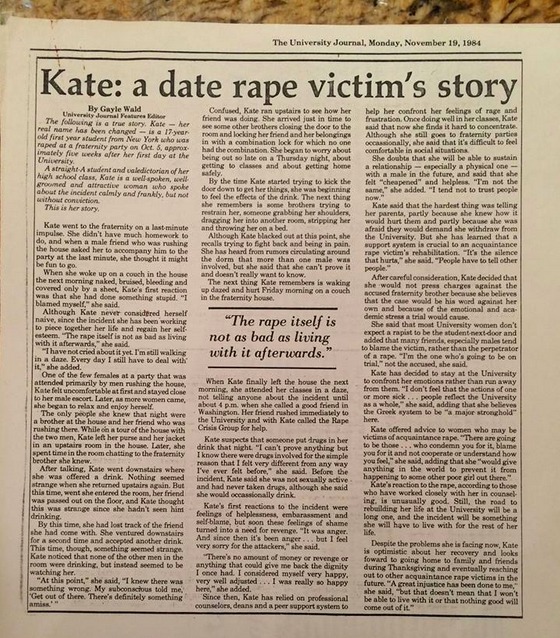 The University Journal, Monday, November 19, 1984
Kate: a date rape victim's story
By Gayle Wald
University Journal Features Editor
The following is a true story. Kate — her
real name has been changed — is a 17-year-
old first year student from New York who was
raped at a fraternity party on Oct. 6, approx-
imately five weeks after her first day at the
University.
A straight-A student and valedictorian of her
high school class, Kate is a well-spoken, well-
groomed and attractive woman who spoke
about the incident calmly and frankly, but not
without conviction.
This is her story.
Kate went to the fraternity on a last-minute
impulse. She didn't have much homework to
do, and when a male friend who was rushing
the house asked her to accompany him to the
party at the last minute, she thought it might
be fun to go.
When she woke up on a couch in the house
the next morning naked, bruised, bleeding and
covered only by a sheet, Kate's first reaction
was that she had done something stupid. "I
blamed myself," she said.
Although Kate never considered herself
naive, since the incident she has been working
to piece together her life and regain her self-
esteem. "The rape itself is not as bad as living
with it afterwards," she said.
"I have not cried about it yet. I'm still walking
in a daze. Every day I still have to deal with
it," she added.
One of the few females at a party that was
attended primarily by men rushing the house,
Kate felt uncomfortable at first and stayed close
to her male escort. Later, as more women came,
she began to relax and enjoy herself.
The only people she knew that night were
a brother at the house and her friend who was
rushing there. While on a tour of the house with
the two men, Kate left her purse and her jacket
in an upstairs room in the house. Later, she
spent time in the room chatting to the fraternity
brother she knew.
After talking, Kate went downstairs where
she was offered a drink. Nothing seemed
strange when she returned upstairs again. But
this time, when she entered the room, her friend
was passed out on the floor, and Kate thought
this was strange since she hadn't seen him
drinking.
By this time, she had lost track of the friend
she had come with. She ventured downstairs
for a second time and accepted another drink.
This time, though, something seemed strange.
Kate noticed that none of the other men in the
room were drinking, but instead seemed to be
watching her.
"At this point," she said, "I knew there was
something wrong. My subconscious told me,
'Get out of there. There's definitely something
amiss.' "
Confused, Kate ran upstairs to see how her
friend was doing. She arrived just in time to
see some other brothers closing the door to the
room and locking her friend and her belongings
in with a combination lock for which no one
had the combination. She began to worry about
being out so late on a Thursday night, about
getting to classes and about getting home
safely.
By the time Kate started trying to kick the
door down to get her things, she was beginning
to feel the effects of the drink. The next thing
she remembers is some brothers trying to
restrain her, someone grabbing her shoulders,
dragging her into another room, stripping her
and throwing her on a bed.
Although Kate blacked out at this point, she
recalls trying to fight back and being in pain.
She has heard from rumors circulating around
the dorm that more than one male was
involved, but she said that she can't prove it
and doesn't really want to know.
The next thing Kate remembers is waking
up dazed and hurt Friday morning on a couch
in the fraternity house.
"The rape itself is
not as bad as living
with it afterwards."
When Kate finally left the house the next
morning, she attended her classes in a daze,
not telling anyone about the incident until
about 4 p.m. when she called a good friend in
Washington. Her friend rushed immediately to
the University and with Kate called the Rape
Crisis Group for help.
Kate suspects that someone put drugs in her
drink that night. "I can't prove anything but
I know there were drugs involved for the simple
reason that I felt very different from any way
I've ever felt before," she said. Before the
incident, Kate said she was not sexually active
and had never taken drugs, although she said
she would occasionally drink.
Kate's first reactions to the incident were
feelings of helplessness, embarrassment and
self-blame, but soon these feelings of shame
turned into a need for revenge. "It was anger.
And since then it's been anger . . . but I feel
very sorry for the attackers," she said.
"There's no amount of money or revenge or
anything that could give me back the dignity
I once had. I considered myself very happy,
very well adjusted . . . I was really so happy
here," she added.
Since then, Kate has relied on professional
counselors, deans and a peer support system to
help her confront her feelings of rage and
frustration. Once doing well in her classes, Kate
said that now she finds it hard to concentrate.
Although she still goes to fraternity parties
occasionally, she said that it's difficult to feel
comfortable in social situations.
She doubts that she will be able to sustain
a relationship — especially a physical one —
with a male in the future, and said that she
felt "cheapened" and helpless. "I'm not the
same," she added. "I tend not to trust people
now."
Kate said that the hardest thing was telling
her parents, partly because she knew how it
would hurt them and partly because she was
afraid they would demand she withdraw from
the University. But she has learned that a
support system is crucial to an acquaintance
rape victim's rehabilitation. "It's the silence
that hurts," she said. "People have to tell other
people."
After careful consideration, Kate decided that
she would not press charges against the
accused fraternity brother because she believes
that the case would be his word against her
own and because of the emotional and aca-
demic stress a trial would cause.
She said that most University women don't
expect a rapist to be the student-next-door and
added that many friends, especially males tend
to blame the victim, rather than the perpetrator
of a rape. "I'm the one who's going to be on
trial," not the accused, she said.
Kate has decided to stay at the University
to confront her emotions rather than run away
from them. "I don't feel that the actions of one
or more sick . . . people reflect the University
as a whole," she said, adding that she believes
the Greek system to be "a major stronghold"
here.
Kate offered advice to women who may be
victims of acquaintance rape. "There are going
to be those . . . who condemn you for it, blame
you for it and not cooperate or understand how
you feel," she said, adding that she "would give
anything in the world to prevent it from
happening to some other poor girl out there."
Kate's reaction to the rape, according to those
who have worked closely with her in counsel-
ing, is unusually good. Still, the road to
rebuilding her life at the University will be a
long one, and the incident will be something
she will have to live with for the rest of her
life.
Despite the problems she is facing now, Kate
is optimistic about her recovery and looks
foward to going home to family and friends
during Thanksgiving and eventually reaching
out to other acquaintance rape victims in the
future. "A great injustice has been done to me,"
she said, "but that doesn't mean that I won't
be able to live with it or that nothing good will
come out of it."